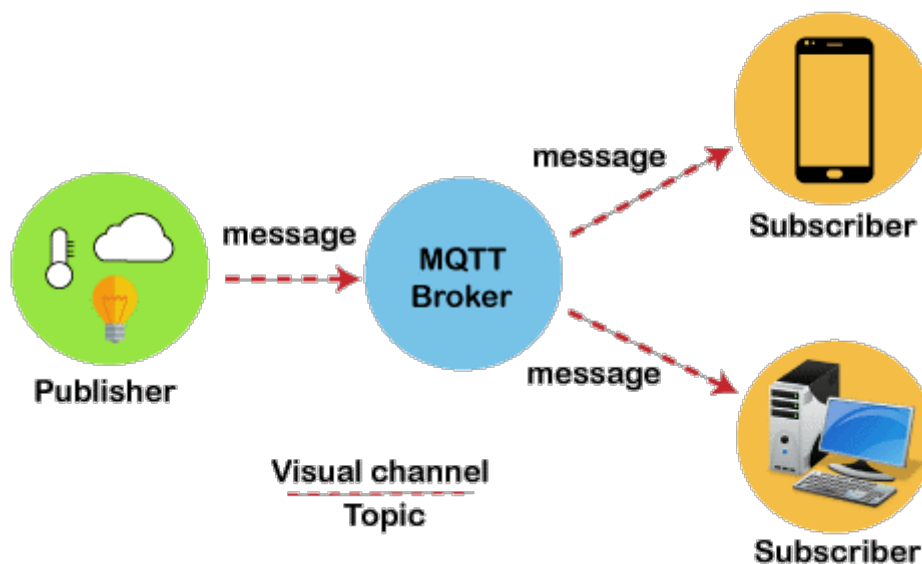 message
Subscriber
message
MQTT
Broker
Publisher
message
Subscriber
Visual channel
Topic